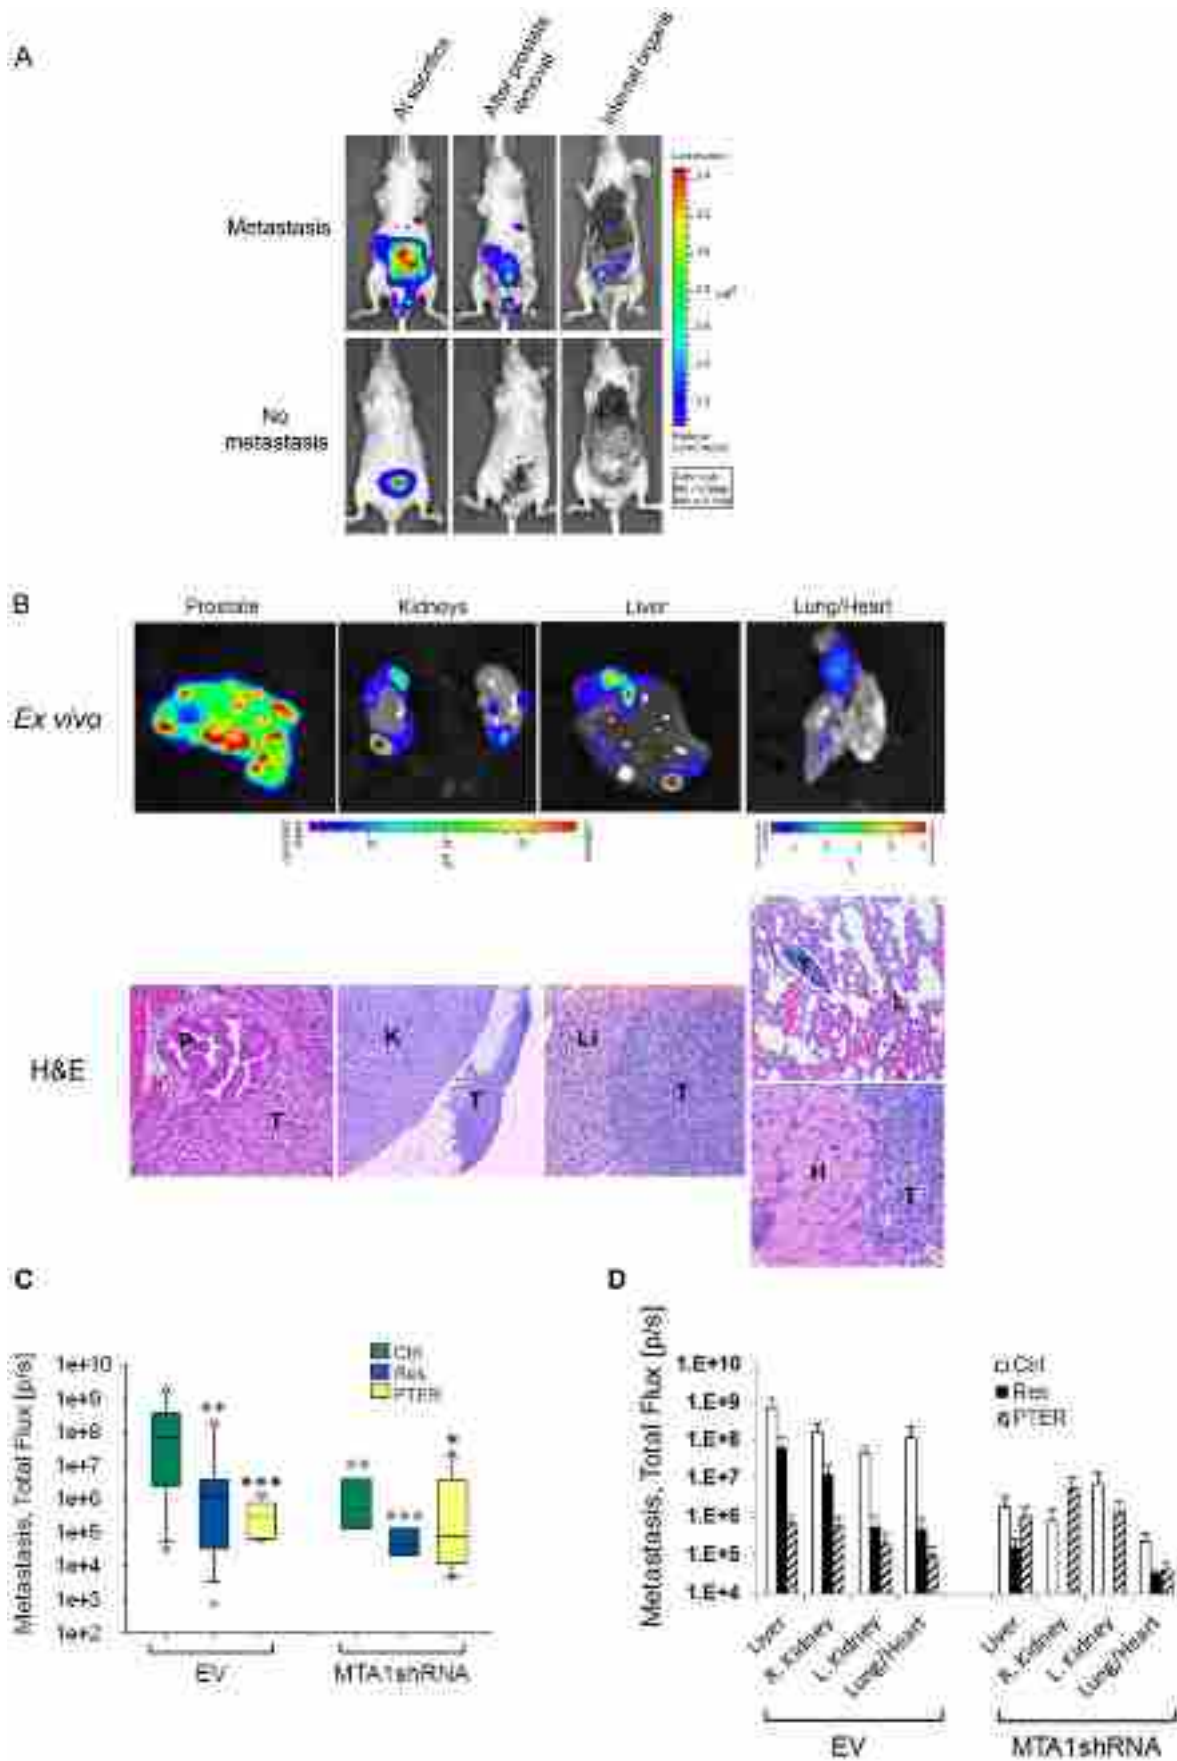 A
At sacrifice
After prostate
removal
Internal organs
Metastasis
No
metastasis
B
Prostate
Kidneys
Liver
Lung/Heart
Ex vivo
H&E
P
T
K
T
Li
T
L
H
T
C
D
Metastasis, Total Flux [p/s]
1e+10
1e+9
1e+8
1e+7
1e+6
1e+5
1e+4
1e+3
1e+2
Ctrl
Res
PTER
**
***
**
***
*
EV
MTA1shRNA
Metastasis, Total Flux [p/s]
1.E+10
1.E+9
1.E+8
1.E+7
1.E+6
1.E+5
1.E+4
Ctrl
Res
PTER
Liver
R. Kidney
L. Kidney
Lung/Heart
Liver
R. Kidney
L. Kidney
Lung/Heart
EV
MTA1shRNA